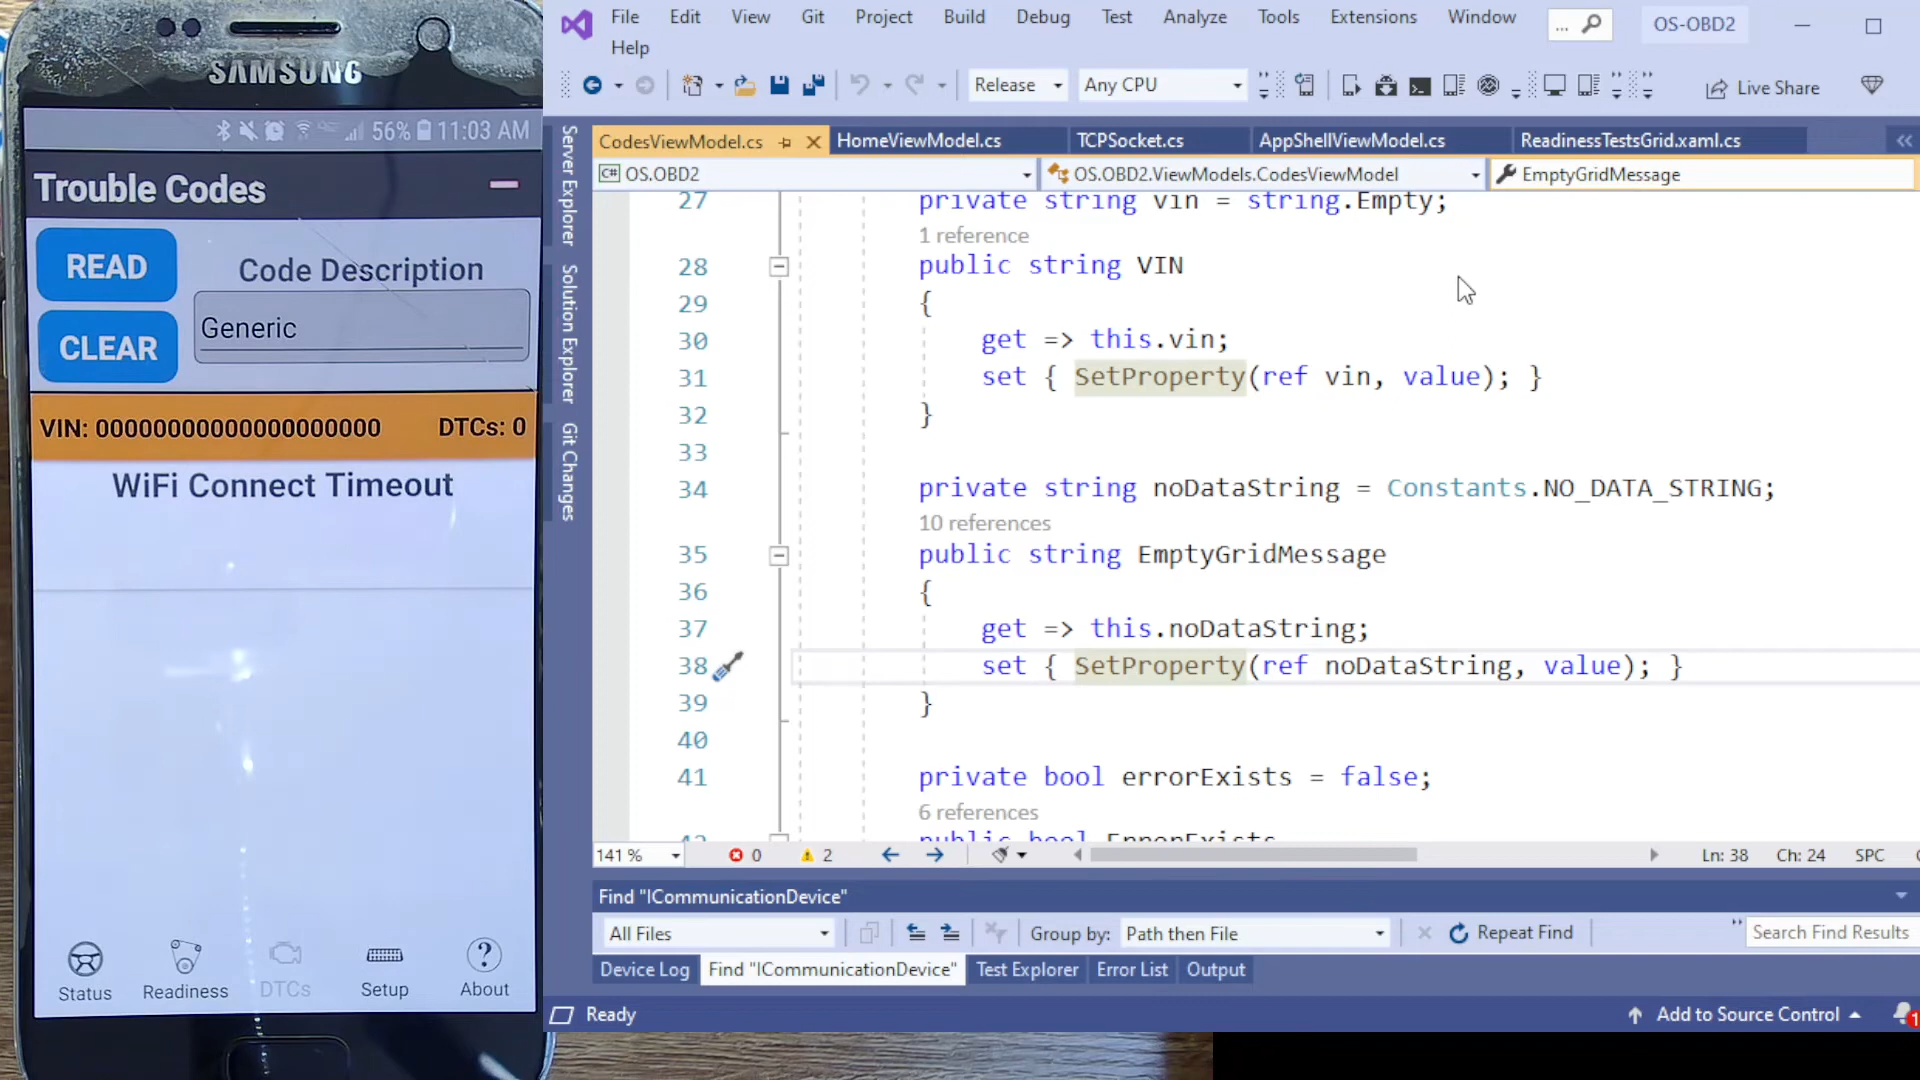 SAMSUNG
56% 11:03 AM
Trouble Codes
READ
CLEAR
Code Description
Generic
VIN: 00000000000000000000 DTCs: 0
WiFi Connect Timeout
Status
Readiness
DTCs
Setup
?
About
File Edit View Git Project Build Debug Test Analyze Tools Extensions Window
Help
...
OS-OBD2
Release
Any CPU
Live Share
Server Explorer
Solution Explorer
Git Changes
CodesViewModel.cs
HomeViewModel.cs
TCPSocket.cs
AppShellViewModel.cs
ReadinessTestsGrid.xaml.cs
C# OS.OBD2
OS.OBD2.ViewModels.CodesViewModel
EmptyGridMessage
27 private string vin = string.Empty;
1 reference
28 public string VIN
29 {
30 get => this.vin;
31 set { SetProperty(ref vin, value); }
32 }
33
34 private string noDataString = Constants.NO_DATA_STRING;
10 references
35 public string EmptyGridMessage
36 {
37 get => this.noDataString;
38 set { SetProperty(ref noDataString, value); }
39 }
40
41 private bool errorExists = false;
6 references
42 public bool ErrorExists
141 % 0 2 Ln: 38 Ch: 24 SPC
Find "ICommunicationDevice"
All Files
Group by: Path then File
Repeat Find
Search Find Results
Device Log Find "ICommunicationDevice" Test Explorer Error List Output
Ready
Add to Source Control
1